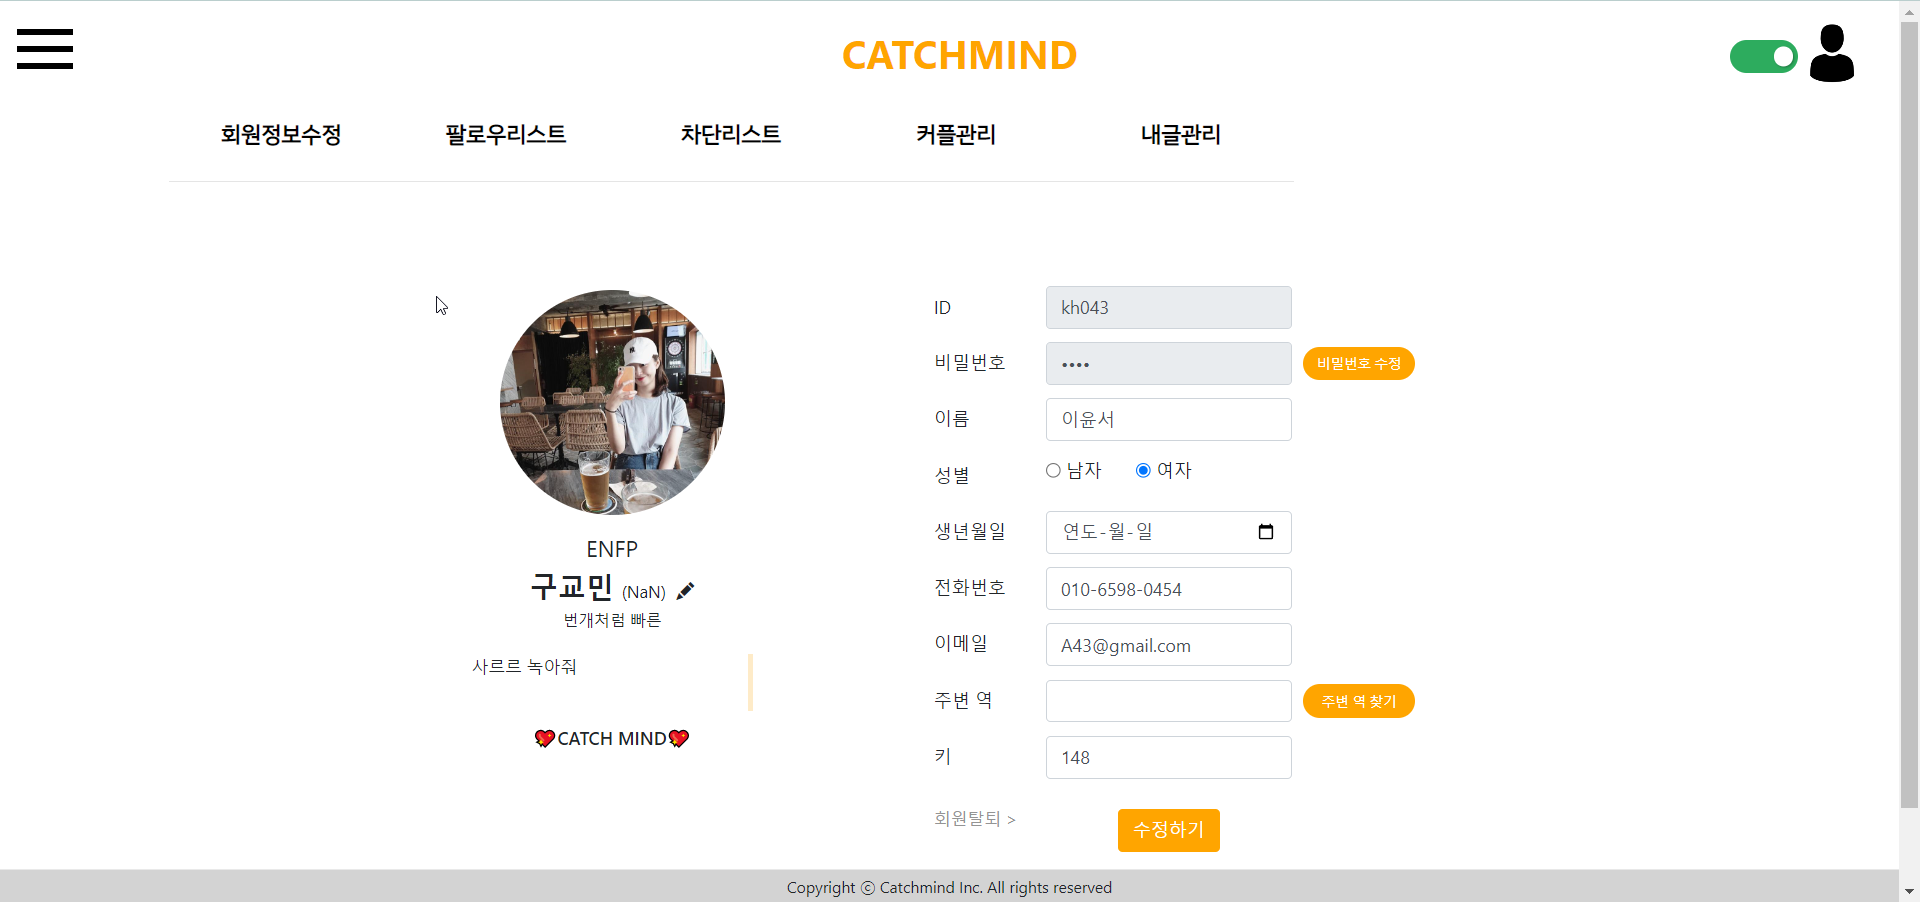 CATCHMIND
회원정보수정 팔로우리스트 차단리스트 커플관리 내글관리
ENFP
구교민 (NaN)
번개처럼 빠른
사르르 녹아줘
💖CATCH MIND💖
ID kh043
비밀번호 •••• 비밀번호 수정
이름 이윤서
성별 남자 여자
생년월일 연도-월-일
전화번호 010-6598-0454
이메일 A43@gmail.com
주변 역 주변 역 찾기
키 148
회원탈퇴 > 수정하기
Copyright ⓒ Catchmind Inc. All rights reserved